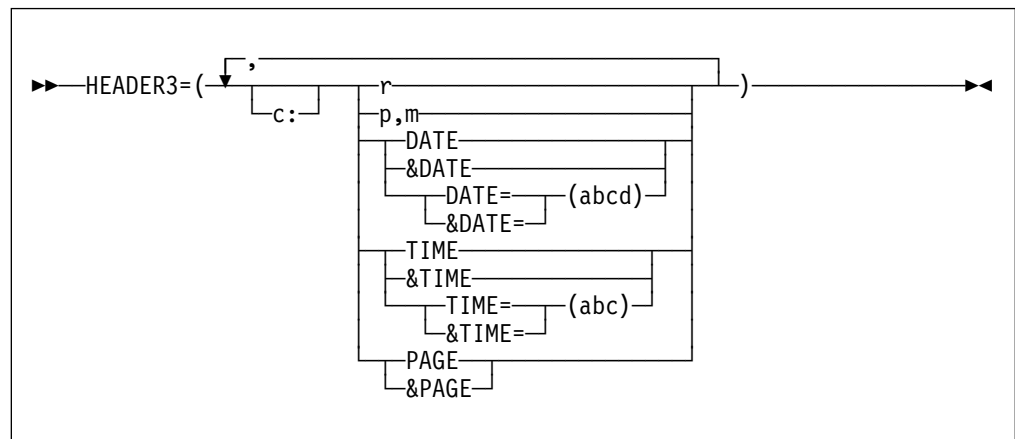 ,
HEADER3=( r )
c: p,m
DATE
&DATE
DATE= (abcd)
&DATE=
TIME
&TIME
TIME= (abc)
&TIME=
PAGE
&PAGE